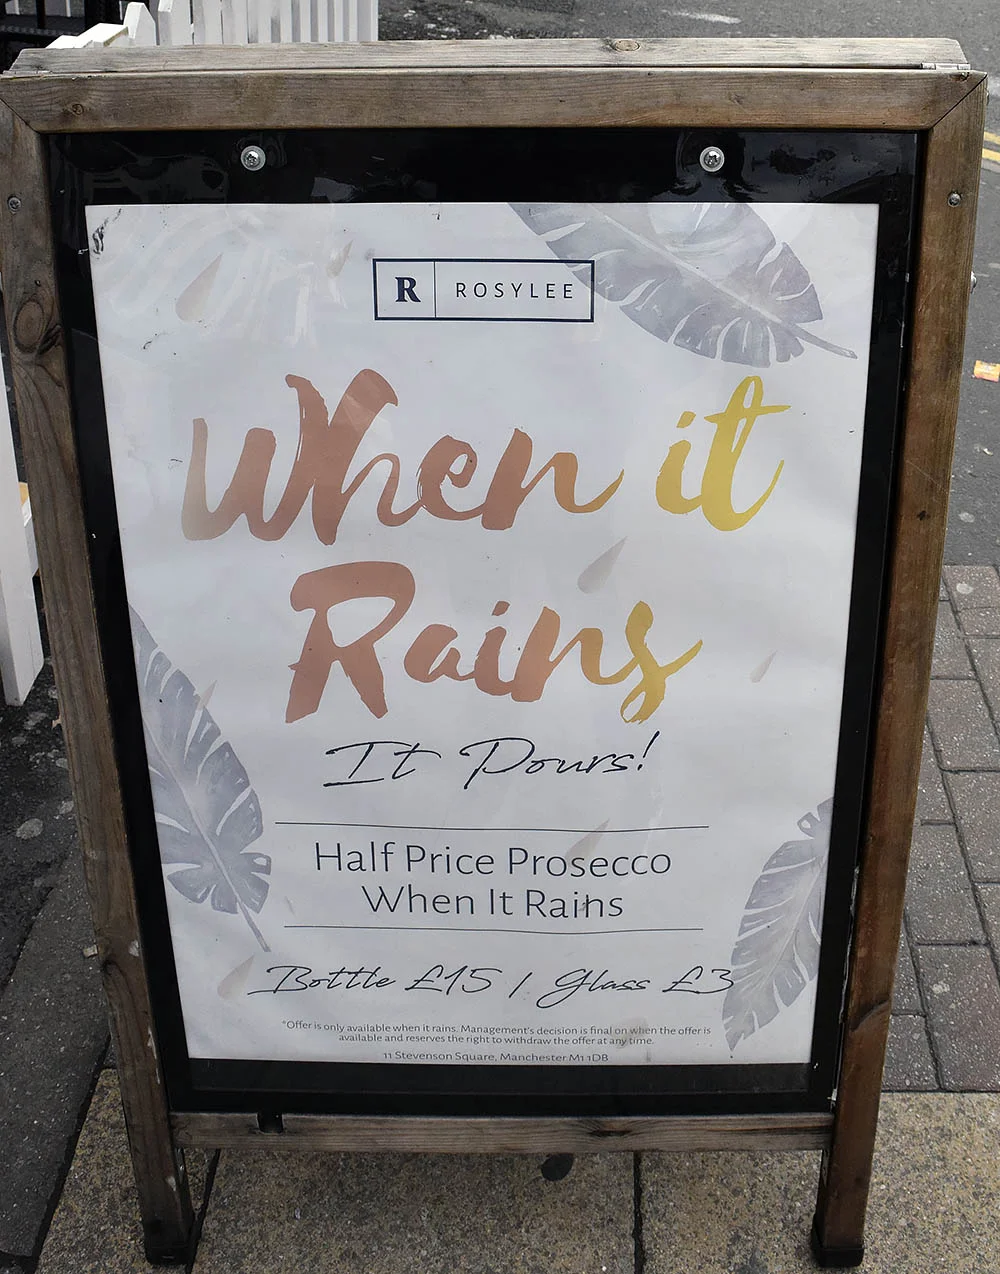 R ROSYLEE
When it
Rains
It Pours!
Half Price Prosecco
When It Rains
Bottle £15 / Glass £3
*Offer is only available when it rains. Management's decision is final on when the offer is
available and reserves the right to withdraw the offer at any time.
11 Stevenson Square, Manchester M1 1DB